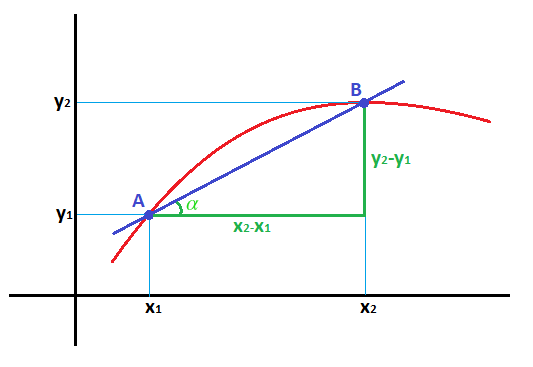 y₂
B
y₂-y₁
A
α
y₁
x₂-x₁
x₁
x₂